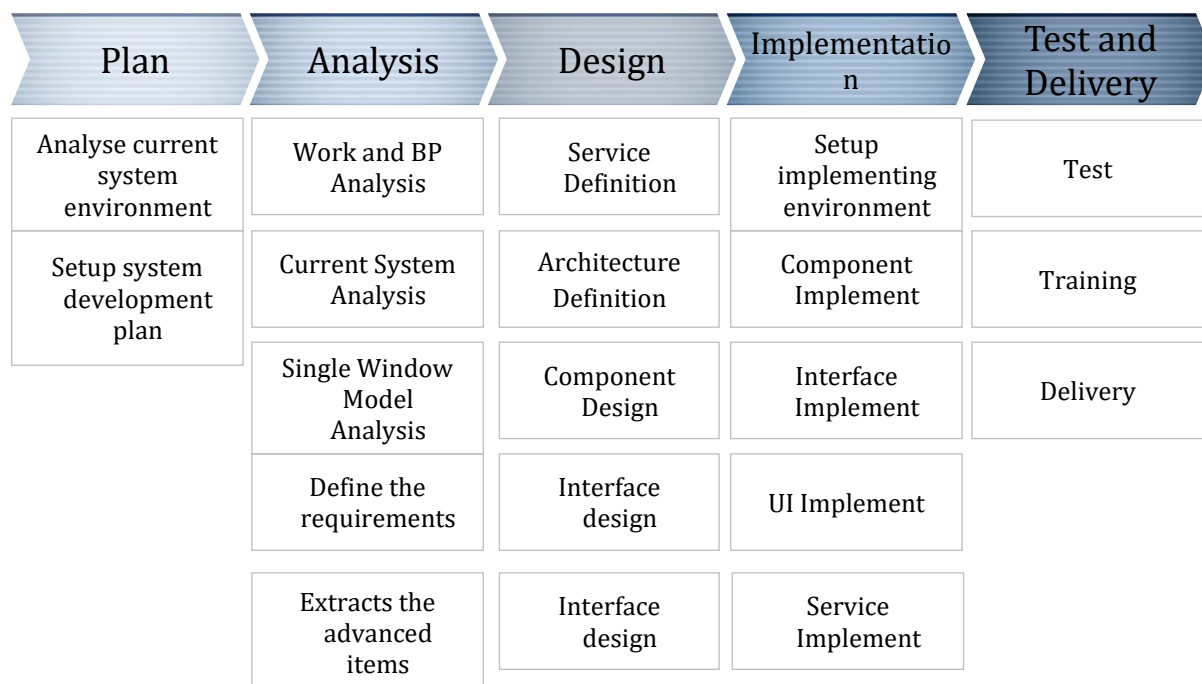 Plan
Analysis
Design
Implementatio
n
Test and
Delivery
Analyse current
system
environment
Setup system
development
plan
Work and BP
Analysis
Current System
Analysis
Single Window
Model
Analysis
Define the
requirements
Extracts the
advanced
items
Service
Definition
Architecture
Definition
Component
Design
Interface
design
Interface
design
Setup
implementing
environment
Component
Implement
Interface
Implement
UI Implement
Service
Implement
Test
Training
Delivery